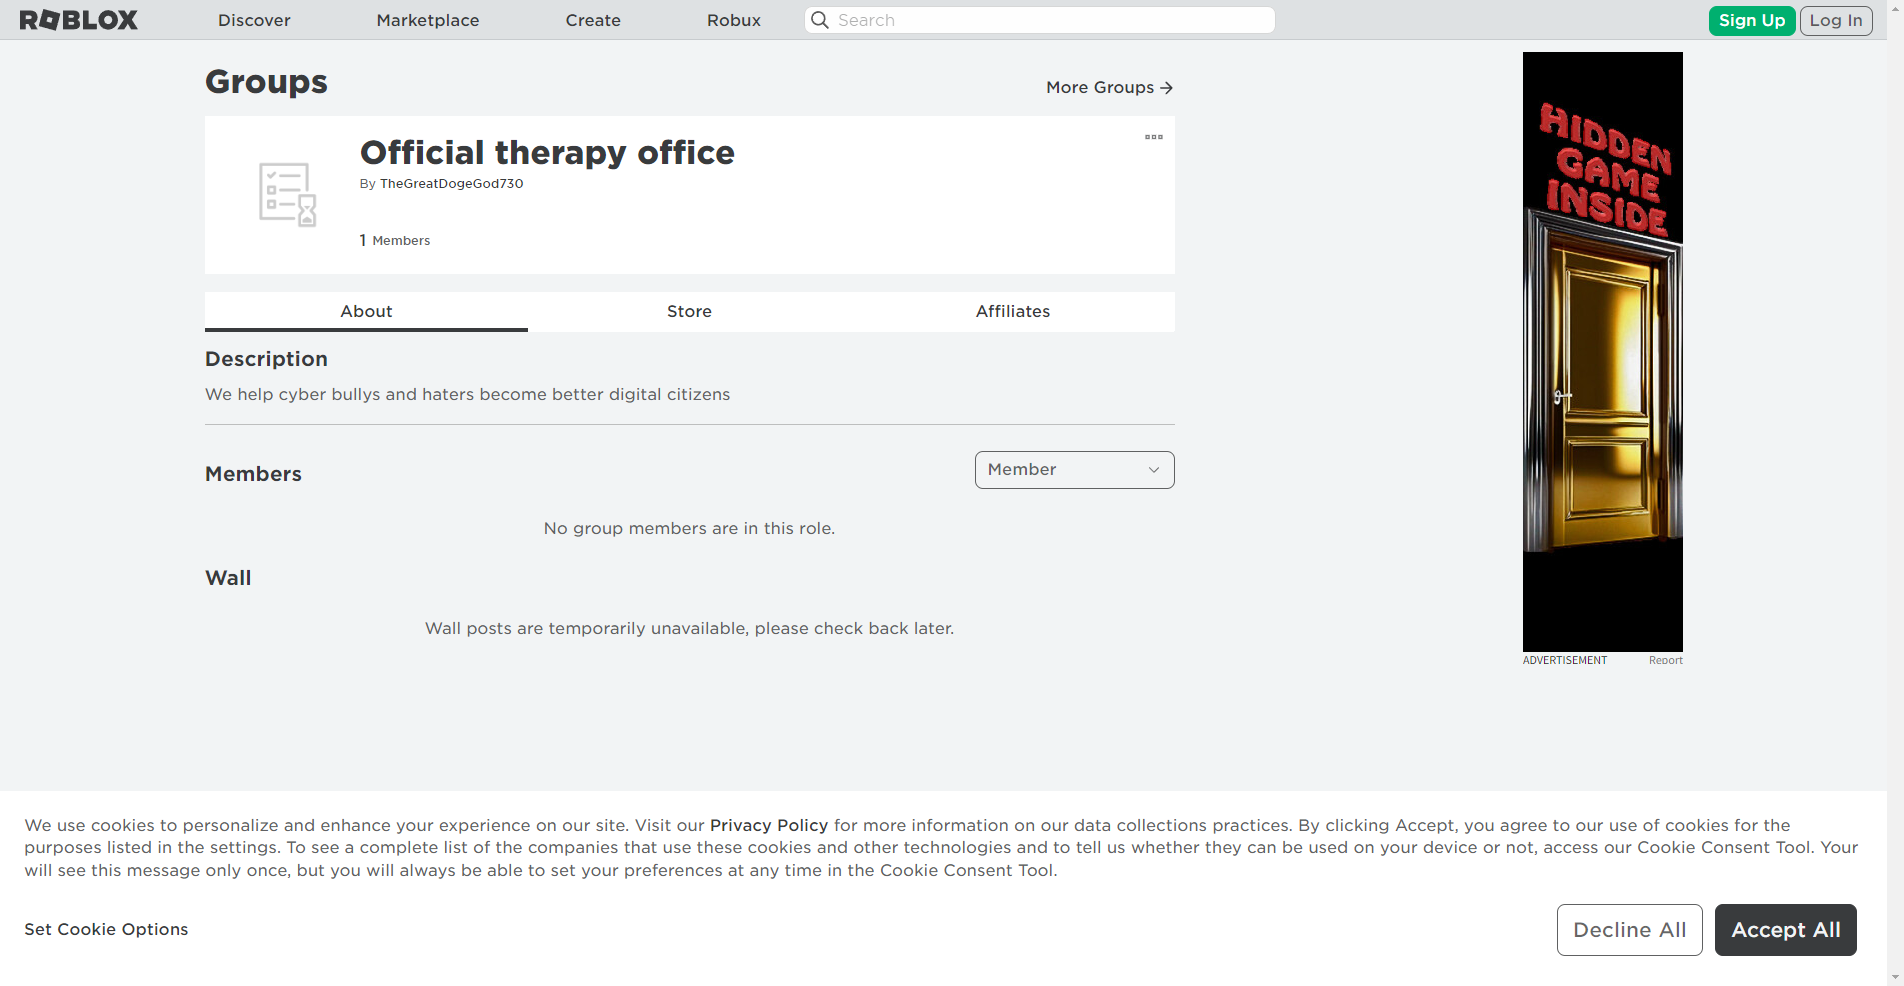 ROBLOX
Discover
Marketplace
Create
Robux
Search
Sign Up
Log In
Groups
More Groups
Official therapy office
By TheGreatDogeGod730
1 Members
About
Store
Affiliates
Description
We help cyber bullys and haters become better digital citizens
Members
Member
No group members are in this role.
Wall
Wall posts are temporarily unavailable, please check back later.
HIDDEN
GAME
INSIDE
ADVERTISEMENT
Report
We use cookies to personalize and enhance your experience on our site. Visit our Privacy Policy for more information on our data collections practices. By clicking Accept, you agree to our use of cookies for the
purposes listed in the settings. To see a complete list of the companies that use these cookies and other technologies and to tell us whether they can be used on your device or not, access our Cookie Consent Tool. Your
will see this message only once, but you will always be able to set your preferences at any time in the Cookie Consent Tool.
Set Cookie Options
Decline All
Accept All